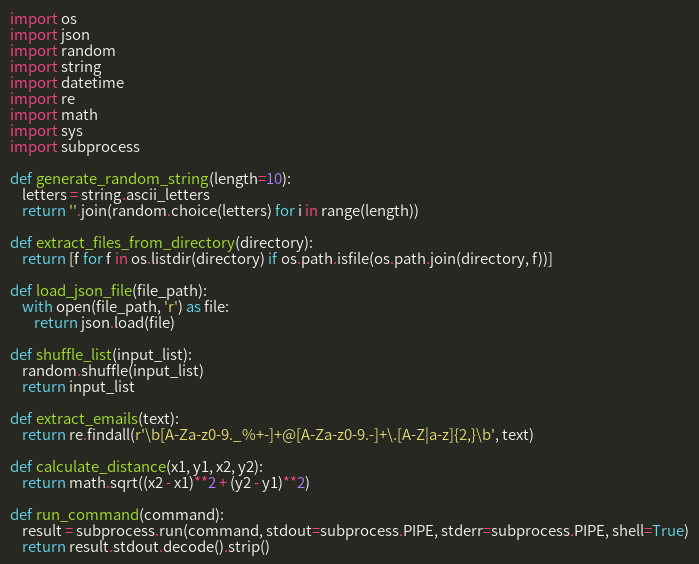 import os
import json
import random
import string
import datetime
import re
import math
import sys
import subprocess

def generate_random_string(length=10):
    letters = string.ascii_letters
    return ''.join(random.choice(letters) for i in range(length))

def extract_files_from_directory(directory):
    return [f for f in os.listdir(directory) if os.path.isfile(os.path.join(directory, f))]

def load_json_file(file_path):
    with open(file_path, 'r') as file:
        return json.load(file)

def shuffle_list(input_list):
    random.shuffle(input_list)
    return input_list

def extract_emails(text):
    return re.findall(r'\b[A-Za-z0-9._%+-]+@[A-Za-z0-9.-]+\.[A-Z|a-z]{2,}\b', text)

def calculate_distance(x1, y1, x2, y2):
    return math.sqrt((x2 - x1)**2 + (y2 - y1)**2)

def run_command(command):
    result = subprocess.run(command, stdout=subprocess.PIPE, stderr=subprocess.PIPE, shell=True)
    return result.stdout.decode().strip()